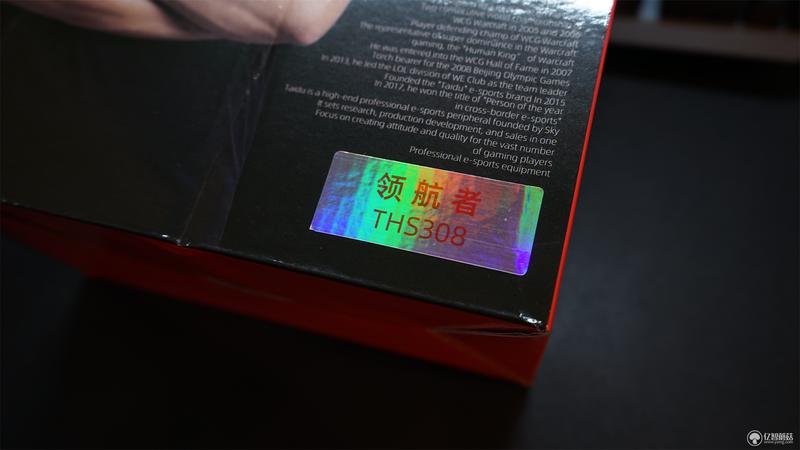 WCG Warcraft in 2005 and 2006
Player defending champ of WCG Warcraft
The representative of&super dominance in the Warcraft
gaming, the "Human King" of Warcraft
He was entered into the WCG Hall of Fame in 2007
Torch bearer for the 2008 Beijing Olympic Games
In 2013, he led the LOL division of WE Club as the team leader
Founded the "Taidu" e-sports brand in 2015
In 2017, he won the title of "Person of the year
in cross-border e-sports"
Taidu is a high-end professional e-sports peripheral founded by Sky
It sets research, production development, and sales in one
Focus on creating attitude and quality for the vast number
of gaming players
Professional e-sports equipment
领航者
THS308
亿智蘑菇